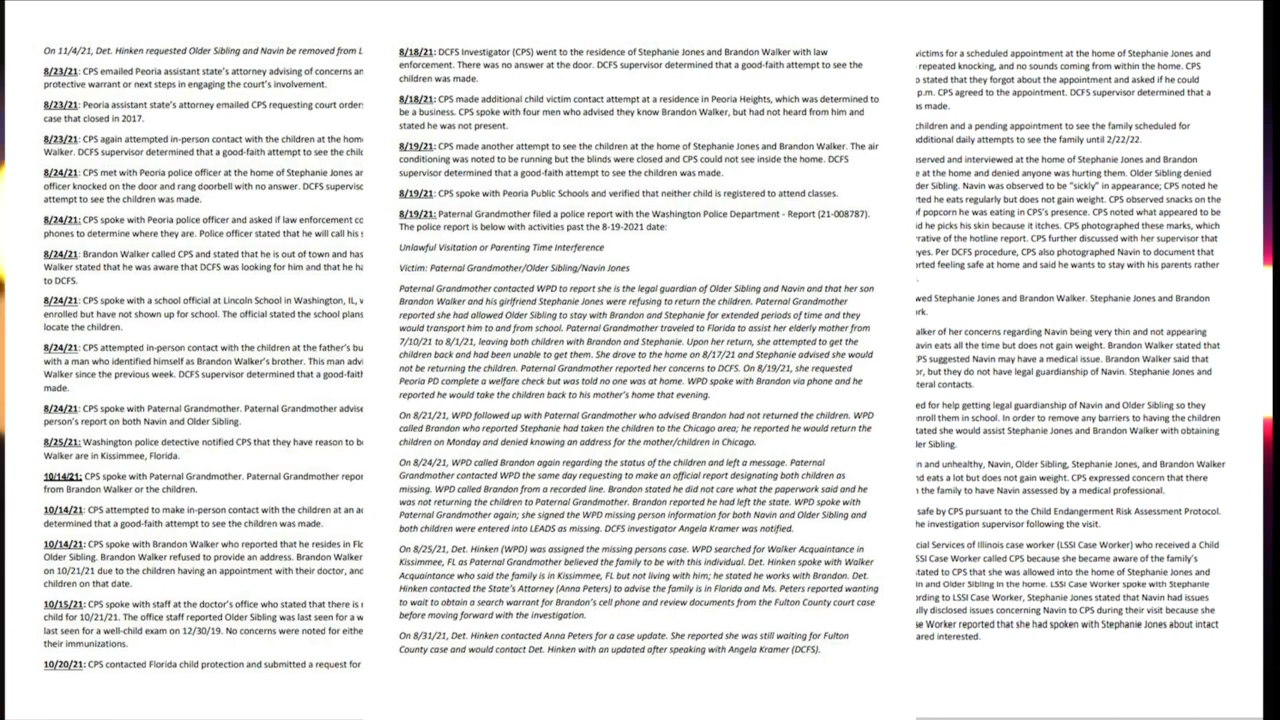 On 11/4/21, Det. Hinken requested Older Sibling and Navin be removed from L
8/23/21: CPS emailed Peoria assistant state's attorney advising of concerns an
protective warrant or next steps in engaging the court's involvement.
8/23/21: Peoria assistant state's attorney emailed CPS requesting court order
case that closed in 2017.
8/23/21: CPS again attempted in-person contact with the children at the hom
Walker. DCFS supervisor determined that a good-faith attempt to see the chilc
8/24/21: CPS met with Peoria police officer at the home of Stephanie Jones ar
officer knocked on the door and rang doorbell with no answer. DCFS supervisc
attempt to see the children was made.
8/24/21: CPS spoke with Peoria police officer and asked if law enforcement cc
phones to determine where they are. Police officer stated that he will call his s
8/24/21: Brandon Walker called CPS and stated that he is out of town and has
Walker stated that he was aware that DCFS was looking for him and that he ha
to DCFS.
8/24/21: CPS spoke with a school official at Lincoln School in Washington, IL, v
enrolled but have not shown up for school. The official stated the school plans
locate the children.
8/24/21: CPS attempted in-person contact with the children at the father's bu
with a man who identified himself as Brandon Walker's brother. This man adv
Walker since the previous week. DCFS supervisor determined that a good-faitl
made.
8/24/21: CPS spoke with Paternal Grandmother. Paternal Grandmother advise
person's report on both Navin and Older Sibling.
8/25/21: Washington police detective notified CPS that they have reason to b
Walker are in Kissimmee, Florida.
10/14/21: CPS spoke with Paternal Grandmother. Paternal Grandmother repor
from Brandon Walker or the children.
10/14/21: CPS attempted to make in-person contact with the children at an ad
determined that a good-faith attempt to see the children was made.
10/14/21: CPS spoke with Brandon Walker who reported that he resides in Flc
Older Sibling. Brandon Walker refused to provide an address. Brandon Walker
on 10/21/21 due to the children having an appointment with their doctor, and
children on that date.
10/15/21: CPS spoke with staff at the doctor's office who stated that there is r
child for 10/21/21. The office staff reported Older Sibling was last seen for a w
last seen for a well-child exam on 12/30/19. No concerns were noted for eithe
their immunizations.
10/20/21: CPS contacted Florida child protection and submitted a request for
8/18/21: DCFS Investigator (CPS) went to the residence of Stephanie Jones and Brandon Walker with law
enforcement. There was no answer at the door. DCFS supervisor determined that a good-faith attempt to see the
children was made.
8/18/21: CPS made additional child victim contact attempt at a residence in Peoria Heights, which was determined to
be a business. CPS spoke with four men who advised they know Brandon Walker, but had not heard from him and
stated he was not present.
8/19/21: CPS made another attempt to see the children at the home of Stephanie Jones and Brandon Walker. The air
conditioning was noted to be running but the blinds were closed and CPS could not see inside the home. DCFS
supervisor determined that a good-faith attempt to see the children was made.
8/19/21: CPS spoke with Peoria Public Schools and verified that neither child is registered to attend classes.
8/19/21: Paternal Grandmother filed a police report with the Washington Police Department - Report (21-008787).
The police report is below with activities past the 8-19-2021 date:
Unlawful Visitation or Parenting Time Interference
Victim: Paternal Grandmother/Older Sibling/Navin Jones
Paternal Grandmother contacted WPD to report she is the legal guardian of Older Sibling and Navin and that her son
Brandon Walker and his girlfriend Stephanie Jones were refusing to return the children. Paternal Grandmother
reported she had allowed Older Sibling to stay with Brandon and Stephanie for extended periods of time and they
would transport him to and from school. Paternal Grandmother traveled to Florida to assist her elderly mother from
7/10/21 to 8/1/21, leaving both children with Brandon and Stephanie. Upon her return, she attempted to get the
children back and had been unable to get them. She drove to the home on 8/17/21 and Stephanie advised she would
not be returning the children. Paternal Grandmother reported her concerns to DCFS. On 8/19/21, she requested
Peoria PD complete a welfare check but was told no one was at home. WPD spoke with Brandon via phone and he
reported he would take the children back to his mother's home that evening.
On 8/21/21, WPD followed up with Paternal Grandmother who advised Brandon had not returned the children. WPD
called Brandon who reported Stephanie had taken the children to the Chicago area; he reported he would return the
children on Monday and denied knowing an address for the mother/children in Chicago.
On 8/24/21, WPD called Brandon again regarding the status of the children and left a message. Paternal
Grandmother contacted WPD the same day requesting to make an official report designating both children as
missing. WPD called Brandon from a recorded line. Brandon stated he did not care what the paperwork said and he
was not returning the children to Paternal Grandmother. Brandon reported he had left the state. WPD spoke with
Paternal Grandmother again; she signed the WPD missing person information for both Navin and Older Sibling and
both children were entered into LEADS as missing. DCFS investigator Angela Kramer was notified.
On 8/25/21, Det. Hinken (WPD) was assigned the missing persons case. WPD searched for Walker Acquaintance in
Kissimmee, FL as Paternal Grandmother believed the family to be with this individual. Det. Hinken spoke with Walker
Acquaintance who said the family is in Kissimmee, FL but not living with him; he stated he works with Brandon. Det.
Hinken contacted the State's Attorney (Anna Peters) to advise the family is in Florida and Ms. Peters reported wanting
to wait to obtain a search warrant for Brandon's cell phone and review documents from the Fulton County court case
before moving forward with the investigation.
On 8/31/21, Det. Hinken contacted Anna Peters for a case update. She reported she was still waiting for Fulton
County case and would contact Det. Hinken with an updated after speaking with Angela Kramer (DCFS).
victims for a scheduled appointment at the home of Stephanie Jones and
repeated knocking, and no sounds coming from within the home. CPS
o stated that they forgot about the appointment and asked if he could
p.m. CPS agreed to the appointment. DCFS supervisor determined that a
as made.
children and a pending appointment to see the family scheduled for
dditional daily attempts to see the family until 2/22/22.
served and interviewed at the home of Stephanie Jones and Brandon
e at the home and denied anyone was hurting them. Older Sibling denied
der Sibling. Navin was observed to be "sickly" in appearance; CPS noted he
rted he eats regularly but does not gain weight. CPS observed snacks on the
of popcorn he was eating in CPS's presence. CPS noted what appeared to be
id he picks his skin because it itches. CPS photographed these marks, which
rative of the hotline report. CPS further discussed with her supervisor that
yes. Per DCFS procedure, CPS also photographed Navin to document that
orted feeling safe at home and said he wants to stay with his parents rather
.
wed Stephanie Jones and Brandon Walker. Stephanie Jones and Brandon
rk.
alker of her concerns regarding Navin being very thin and not appearing
avin eats all the time but does not gain weight. Brandon Walker stated that
PS suggested Navin may have a medical issue. Brandon Walker said that
or, but they do not have legal guardianship of Navin. Stephanie Jones and
teral contacts.
ed for help getting legal guardianship of Navin and Older Sibling so they
nroll them in school. In order to remove any barriers to having the children
tated she would assist Stephanie Jones and Brandon Walker with obtaining
ler Sibling.
n and unhealthy, Navin, Older Sibling, Stephanie Jones, and Brandon Walker
nd eats a lot but does not gain weight. CPS expressed concern that there
n the family to have Navin assessed by a medical professional.
safe by CPS pursuant to the Child Endangerment Risk Assessment Protocol.
he investigation supervisor following the visit.
cial Services of Illinois case worker (LSSI Case Worker) who received a Child
SSI Case Worker called CPS because she became aware of the family's
tated to CPS that she was allowed into the home of Stephanie Jones and
in and Older Sibling in the home. LSSI Case Worker spoke with Stephanie
ording to LSSI Case Worker, Stephanie Jones stated that Navin had issues
lly disclosed issues concerning Navin to CPS during their visit because she
se Worker reported that she had spoken with Stephanie Jones about intact
ared interested.